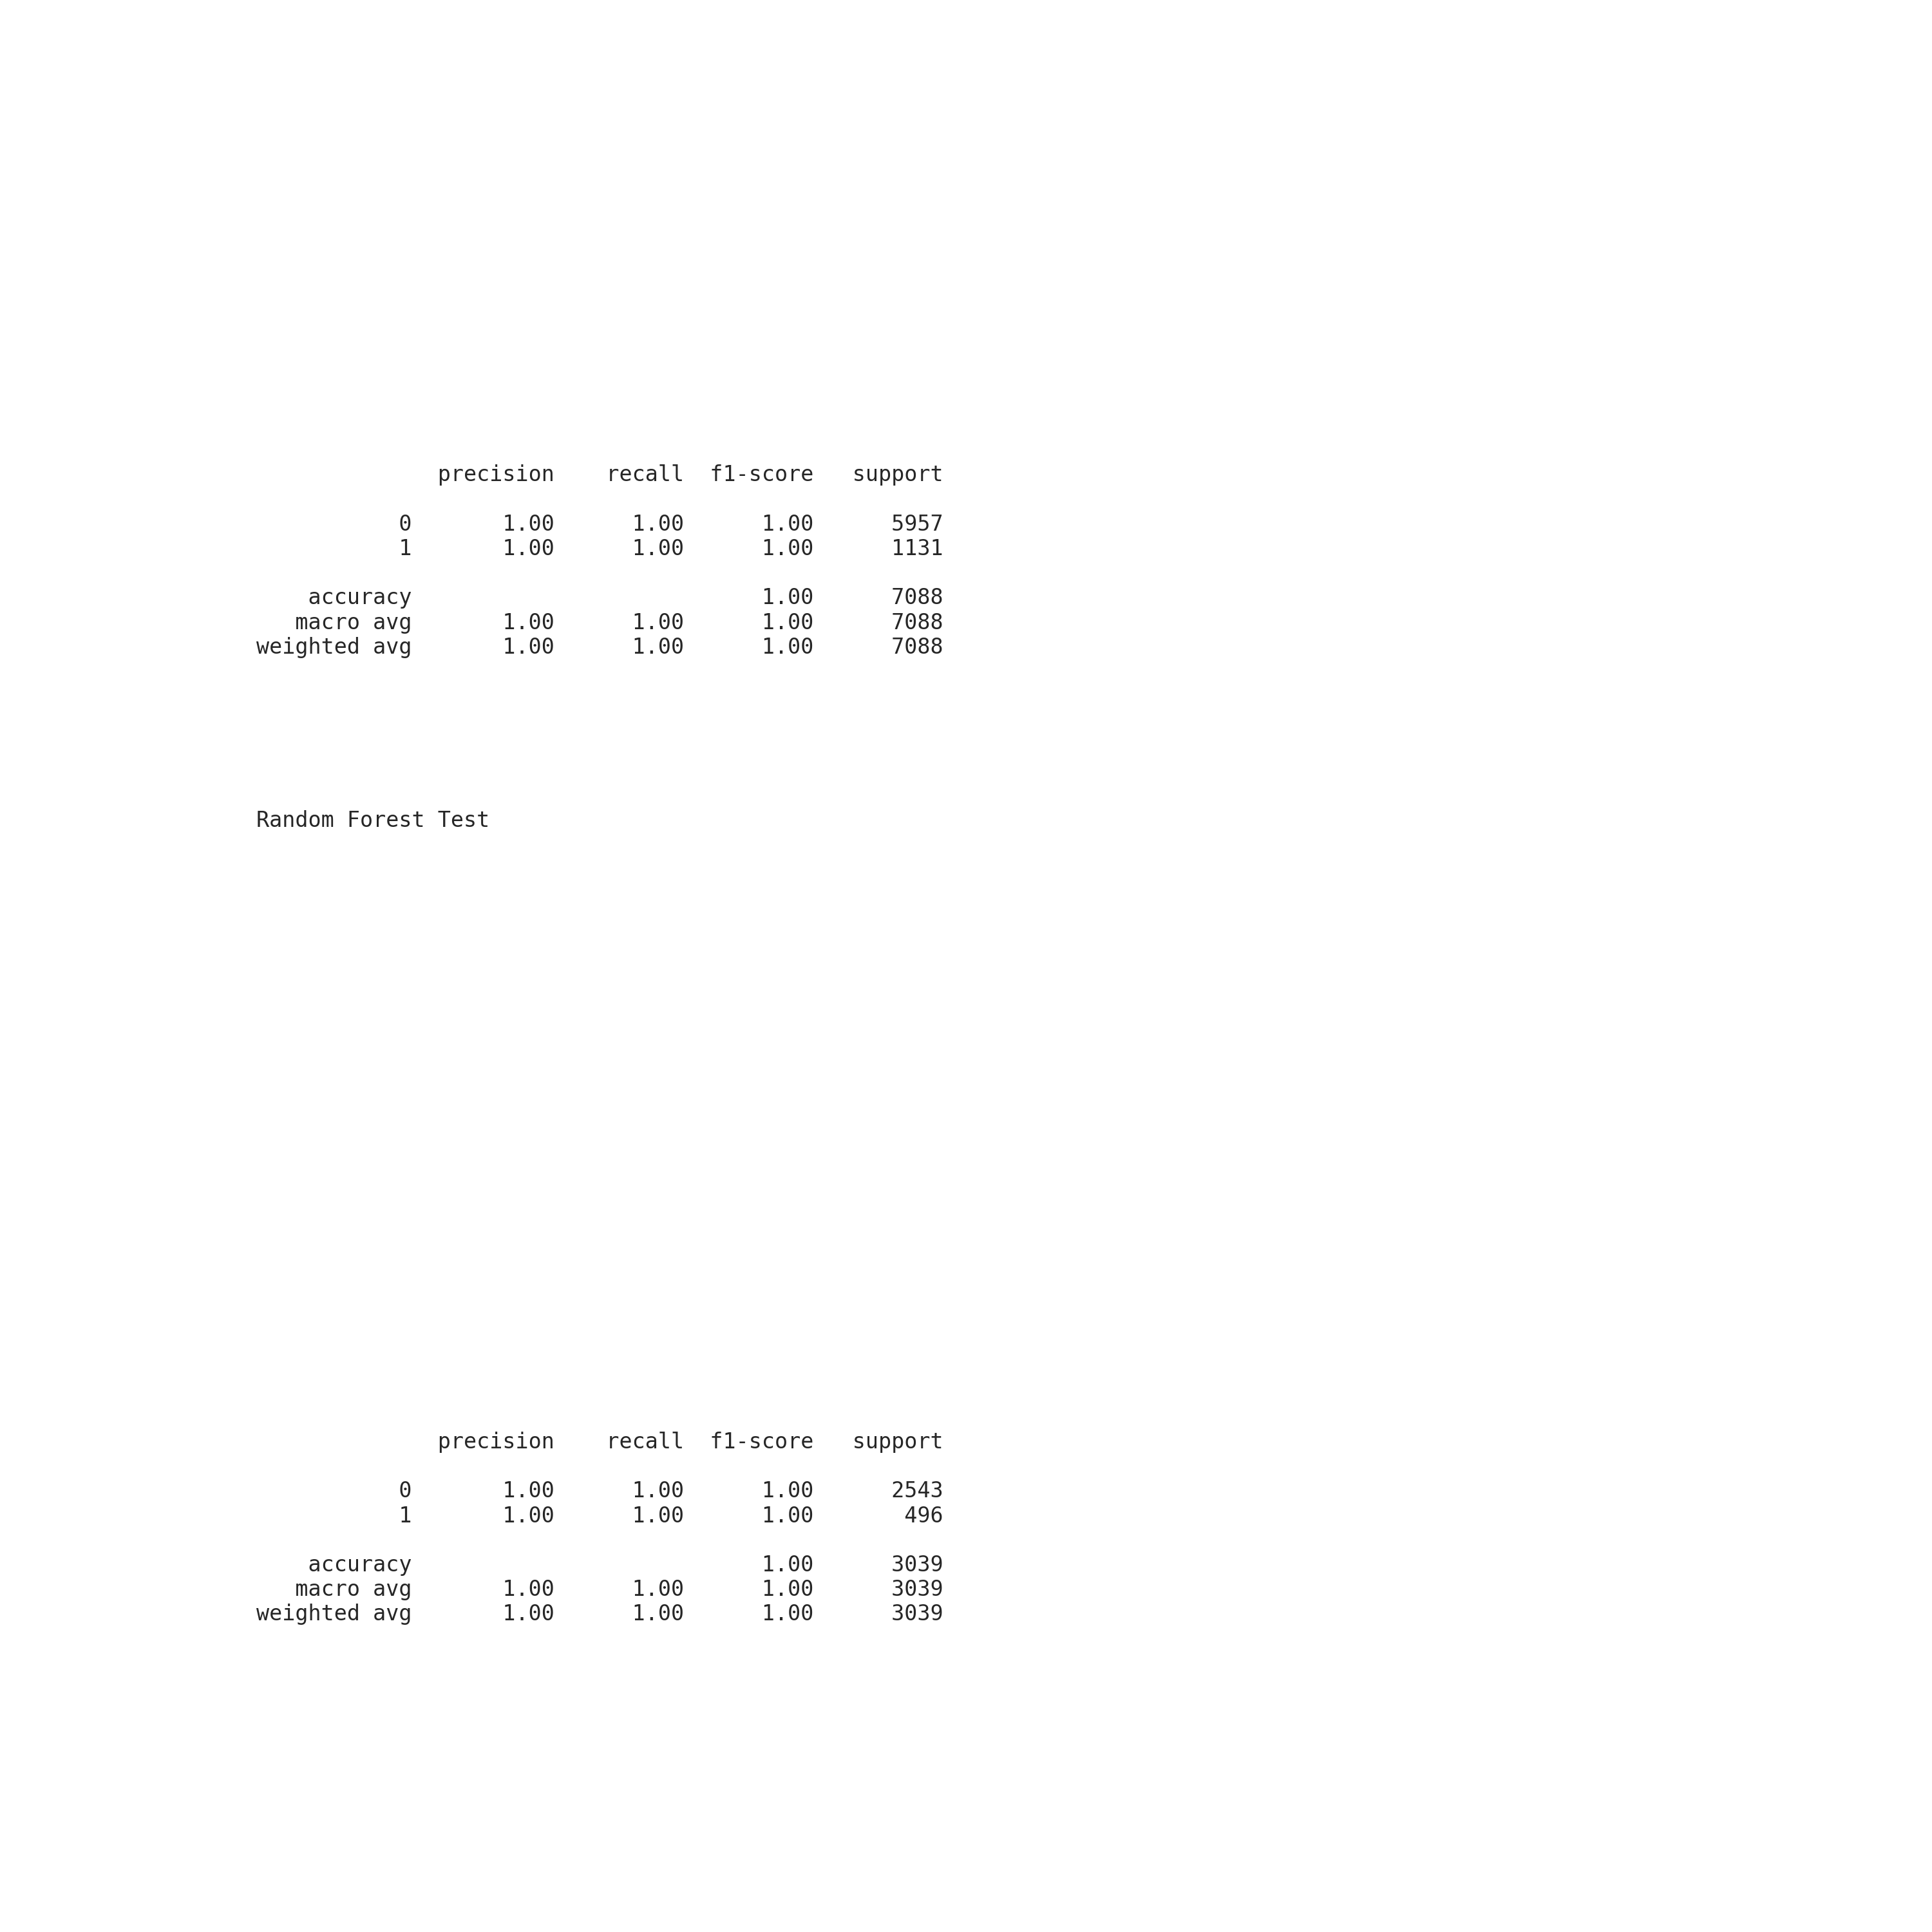 precision recall f1-score support
0 1.00 1.00 1.00 5957
1 1.00 1.00 1.00 1131
accuracy 1.00 7088
macro avg 1.00 1.00 1.00 7088
weighted avg 1.00 1.00 1.00 7088
Random Forest Test
precision recall f1-score support
0 1.00 1.00 1.00 2543
1 1.00 1.00 1.00 496
accuracy 1.00 3039
macro avg 1.00 1.00 1.00 3039
weighted avg 1.00 1.00 1.00 3039